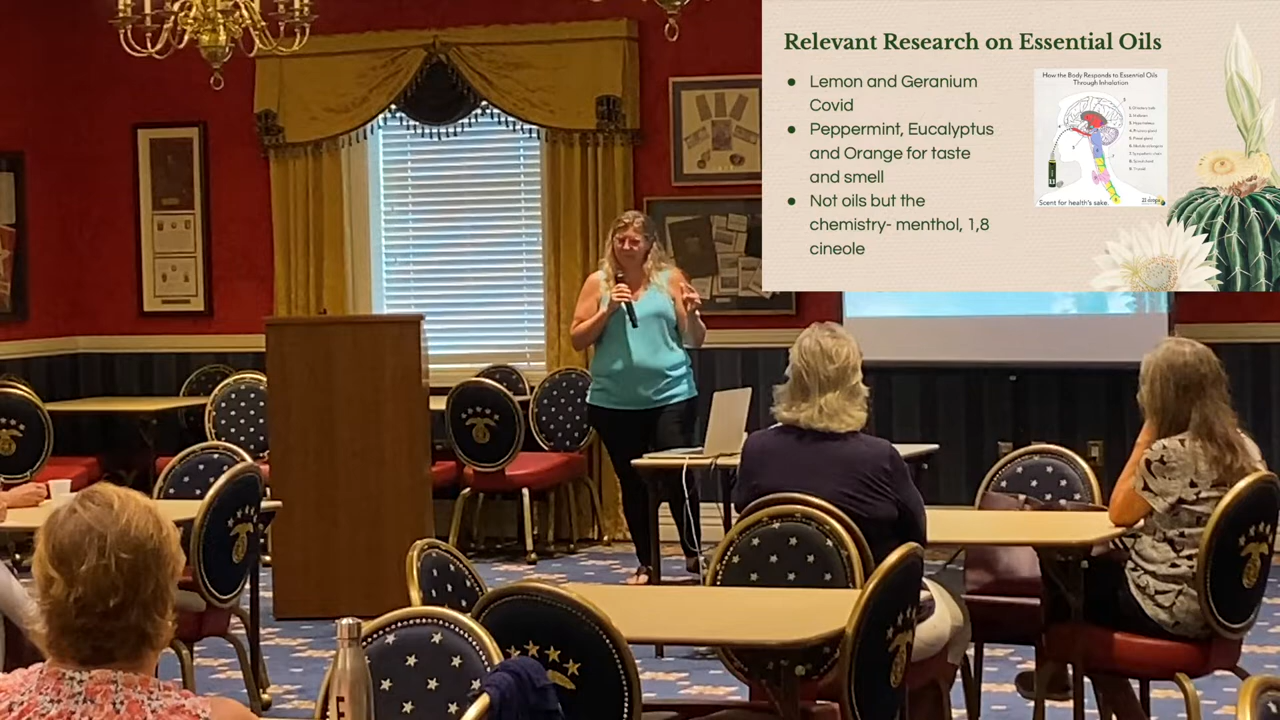 Relevant Research on Essential Oils
● Lemon and Geranium
Covid
● Peppermint, Eucalyptus
and Orange for taste
and smell
● Not oils but the
chemistry- menthol, 1,8
cineole
How the Body Responds to Essential Oils
Through Inhalation
Scent for health's sake.
21 drops